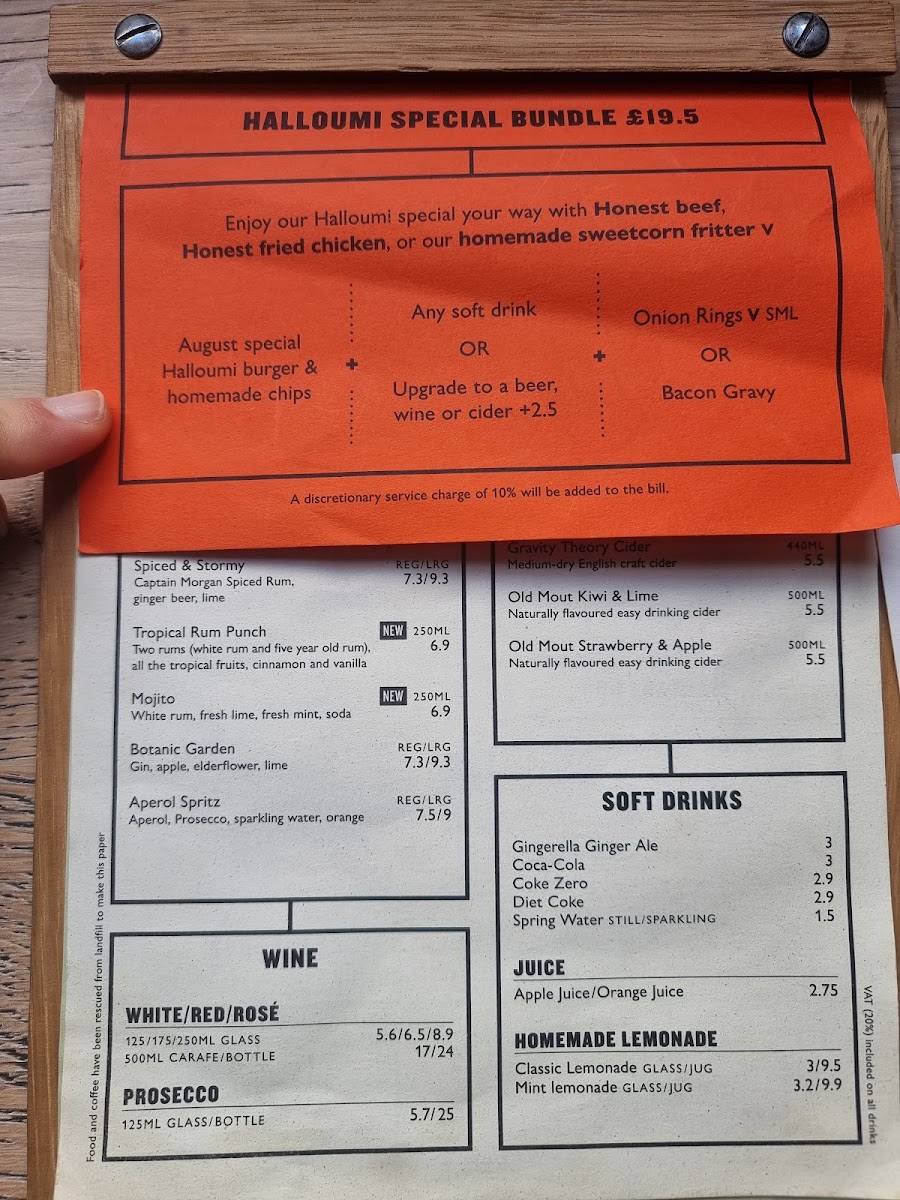 HALLOUMI SPECIAL BUNDLE £19.5
Enjoy our Halloumi special your way with Honest beef,
Honest fried chicken, or our homemade sweetcorn fritter V
August special
Halloumi burger &
homemade chips
+
Any soft drink
OR
Upgrade to a beer,
wine or cider +2.5
+
Onion Rings V SML
OR
Bacon Gravy
A discretionary service charge of 10% will be added to the bill.
Spiced & Stormy REG/LRG
Captain Morgan Spiced Rum, 7.3/9.3
ginger beer, lime
Tropical Rum Punch NEW 250ML
Two rums (white rum and five year old rum), 6.9
all the tropical fruits, cinnamon and vanilla
Mojito NEW 250ML
White rum, fresh lime, fresh mint, soda 6.9
Botanic Garden REG/LRG
Gin, apple, elderflower, lime 7.3/9.3
Aperol Spritz REG/LRG
Aperol, Prosecco, sparkling water, orange 7.5/9
WINE
WHITE/RED/ROSÉ
125/175/250ML GLASS 5.6/6.5/8.9
500ML CARAFE/BOTTLE 17/24
PROSECCO
125ML GLASS/BOTTLE 5.7/25
Gravity Theory Cider 440ML
Medium-dry English craft cider 5.5
Old Mout Kiwi & Lime 500ML
Naturally flavoured easy drinking cider 5.5
Old Mout Strawberry & Apple 500ML
Naturally flavoured easy drinking cider 5.5
SOFT DRINKS
Gingerella Ginger Ale 3
Coca-Cola 3
Coke Zero 2.9
Diet Coke 2.9
Spring Water STILL/SPARKLING 1.5
JUICE
Apple Juice/Orange Juice 2.75
HOMEMADE LEMONADE
Classic Lemonade GLASS/JUG 3/9.5
Mint lemonade GLASS/JUG 3.2/9.9
Food and coffee have been rescued from landfill to make this paper
VAT (20%) included on all drinks